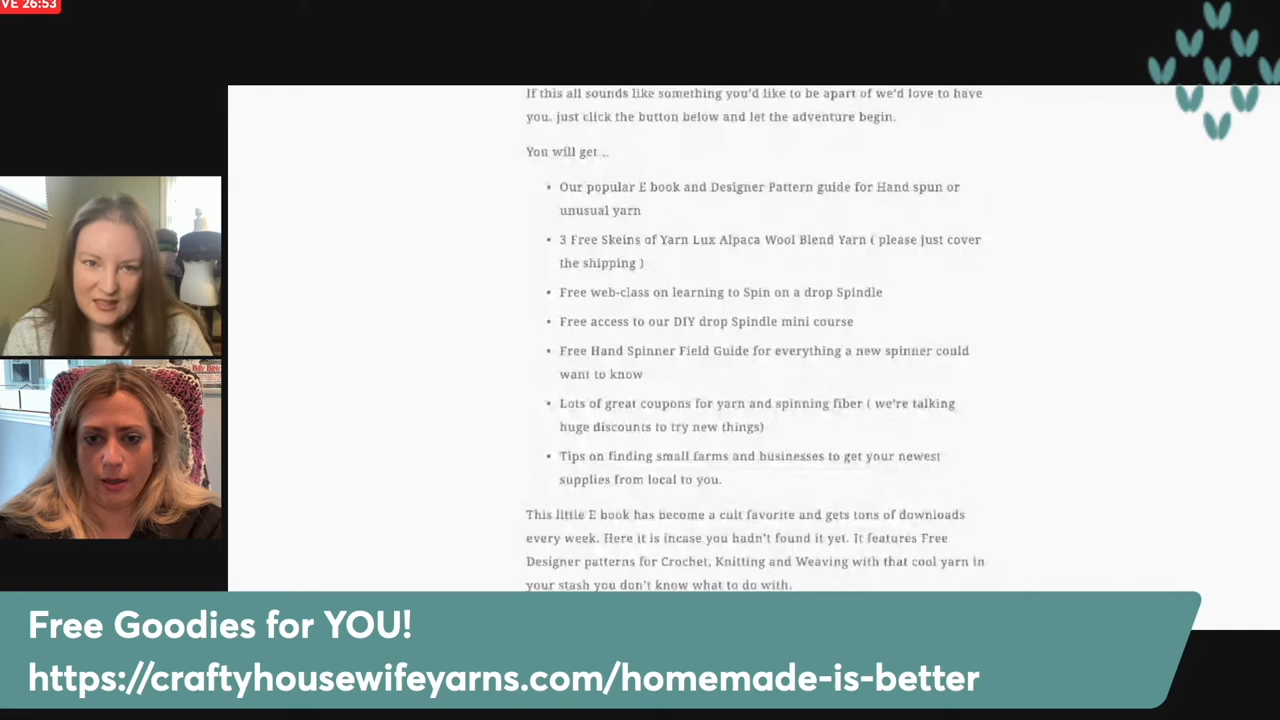 VE 26:53
If this all sounds like something you'd like to be apart of we'd love to have
you. just click the button below and let the adventure begin.
You will get ..
• Our popular E book and Designer Pattern guide for Hand spun or
unusual yarn
• 3 Free Skeins of Yarn Lux Alpaca Wool Blend Yarn ( please just cover
the shipping )
• Free web-class on learning to Spin on a drop Spindle
• Free access to our DIY drop Spindle mini course
• Free Hand Spinner Field Guide for everything a new spinner could
want to know
• Lots of great coupons for yarn and spinning fiber ( we're talking
huge discounts to try new things)
• Tips on finding small farms and businesses to get your newest
supplies from local to you.
This little E book has become a cult favorite and gets tons of downloads
every week. Here it is incase you hadn't found it yet. It features Free
Designer patterns for Crochet, Knitting and Weaving with that cool yarn in
your stash you don't know what to do with.
Free Goodies for YOU!
https://craftyhousewifeyarns.com/homemade-is-better